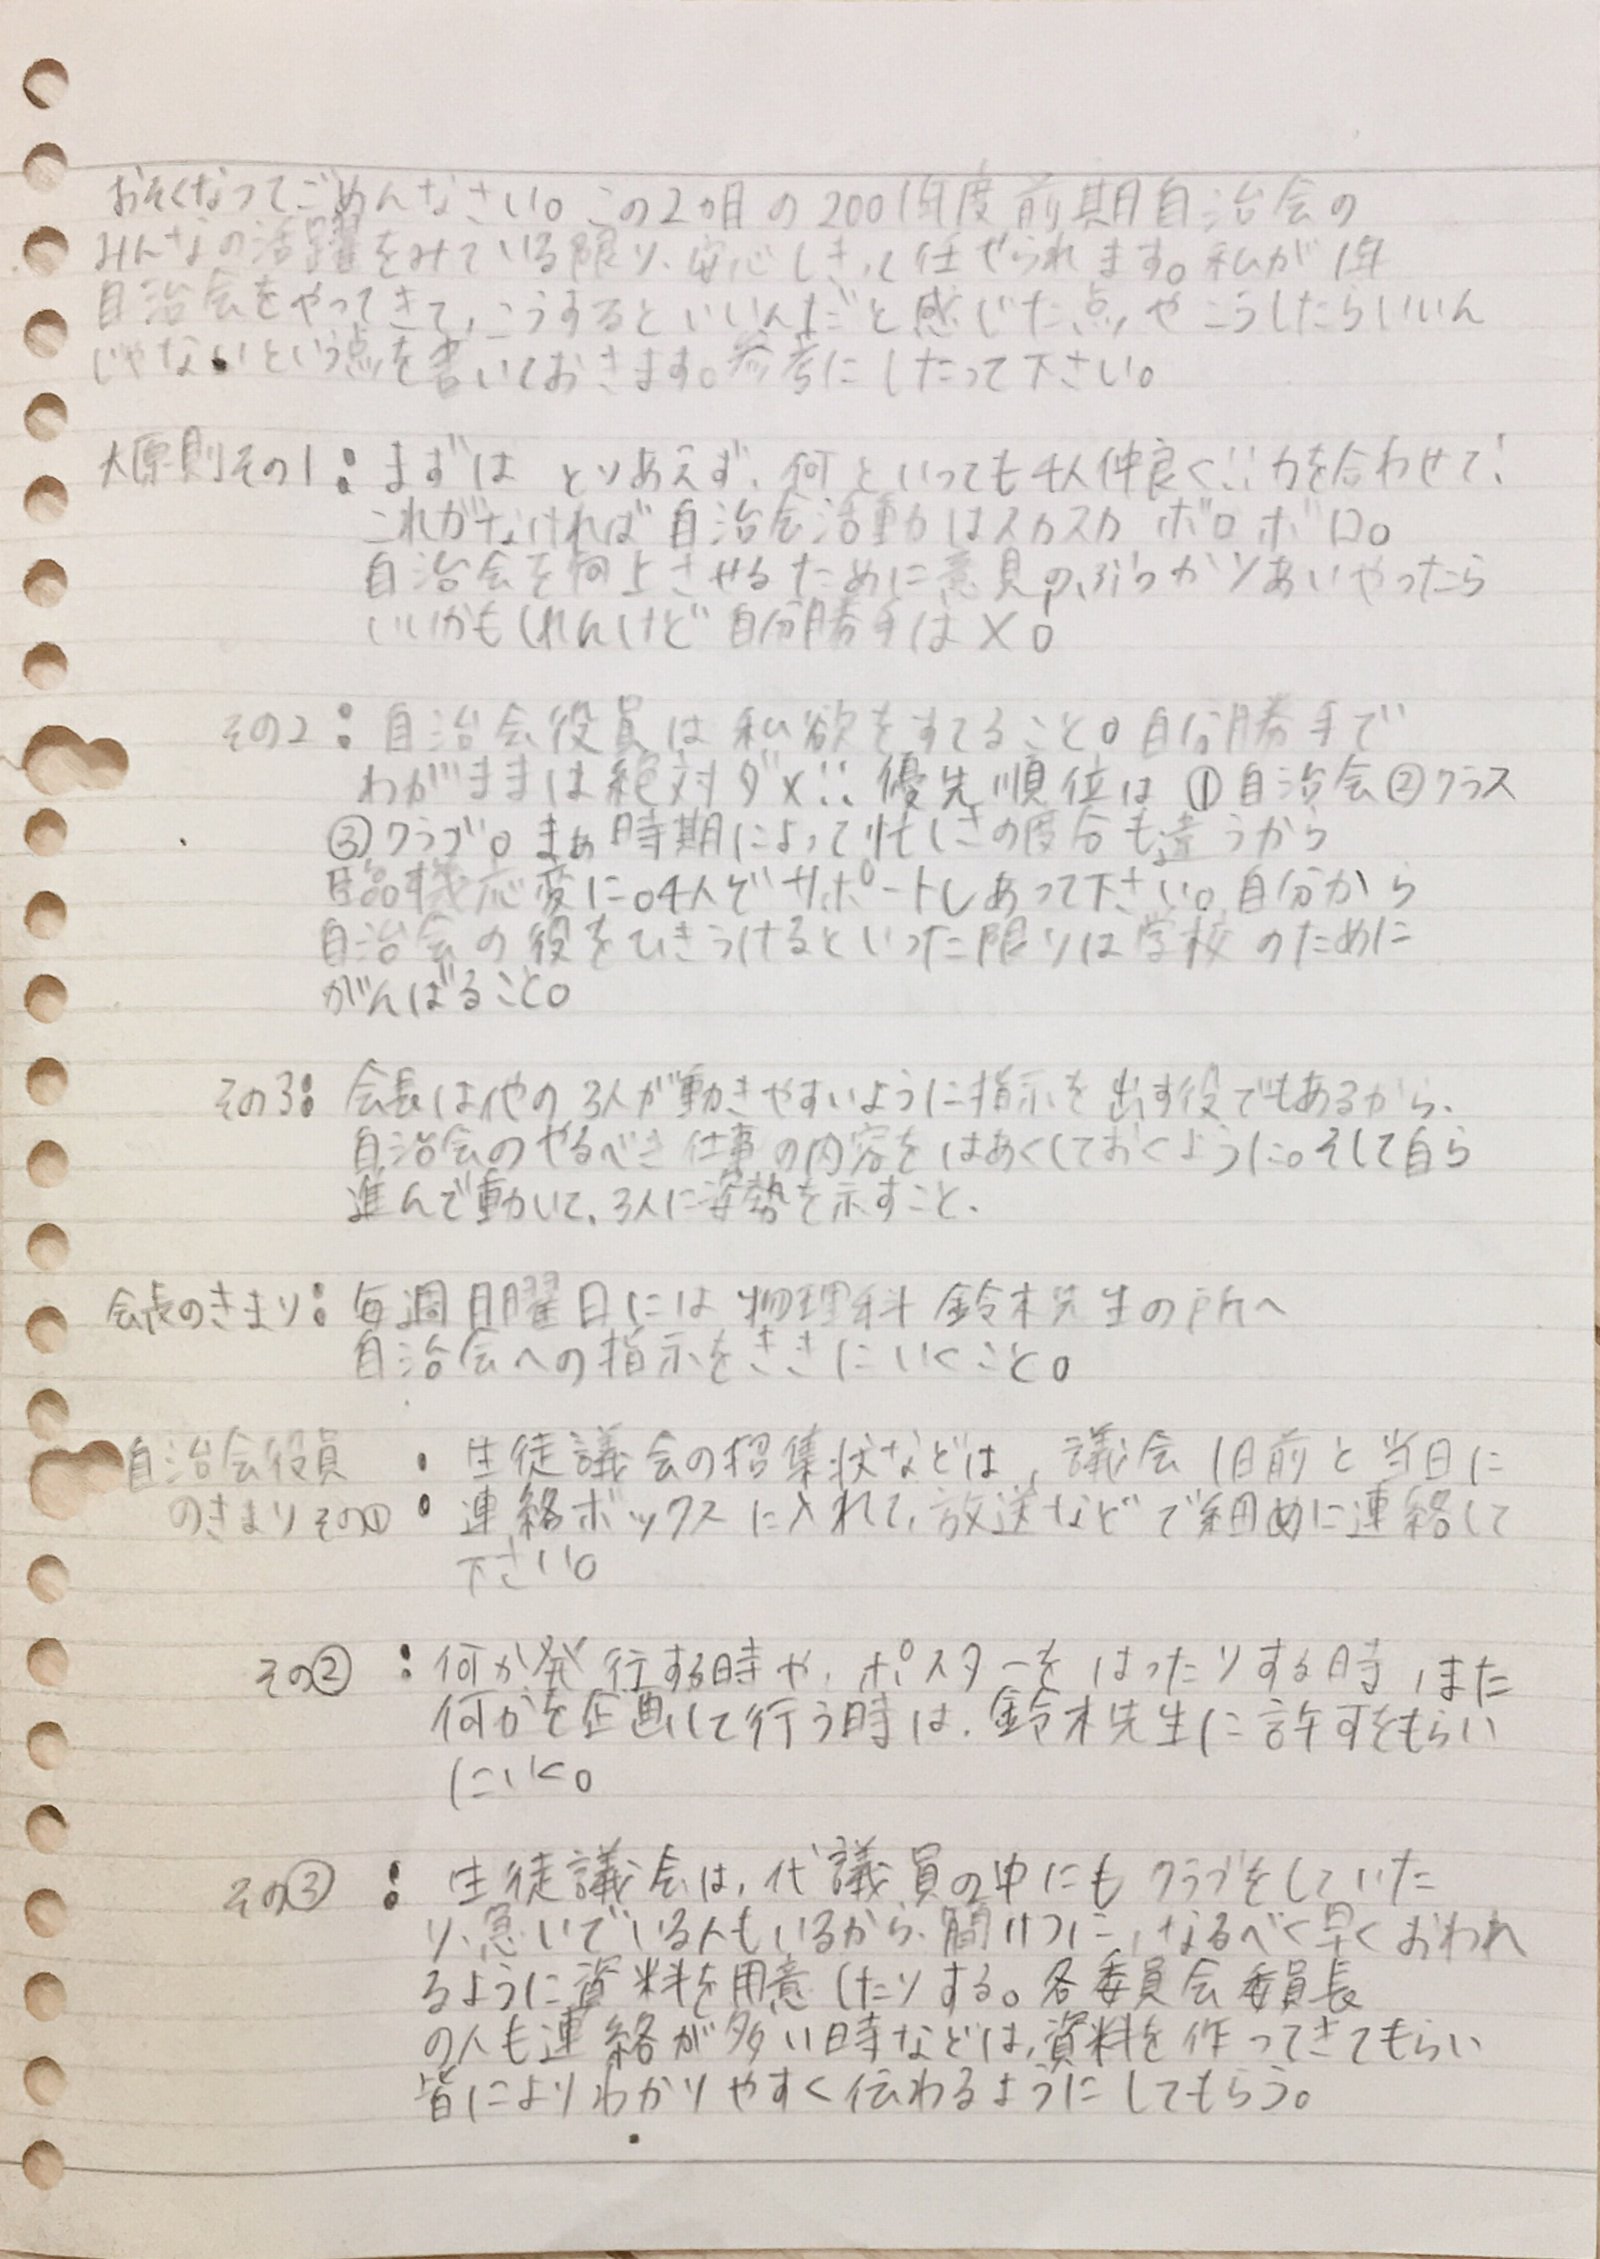 おそくなってごめんなさい。この2ヵ月の2001年度前期自治会の
みんなの活躍をみている限り、安心しきって任せられます。私が1年
自治会をやってきて、こうするといいんだと感じた点や こうしたらいいん
じゃないという点を書いておきます。参考にしたって下さい。
大原則その1：まずは とりあえず、何といっても4人仲良く!! 力を合わせて!
これがなければ自治会活動はスカスカ ボロボロ。
自治会を向上させるために意見のぶつかりあいやったら
いいかもしれんけど 自分勝手は×。
その2：自治会役員は私欲をすてること。自分勝手で
わがままは絶対ダメ!! 優先順位は ①自治会②クラス
③クラブ。まぁ時期によって忙しさの度合も違うから
臨機応変に。4人でサポートしあって下さい。自分から
自治会の役をひきうけるといった限りは学校のために
がんばること。
その3：会長は他の3人が動きやすいように指示を出す役でもあるから、
自治会のやるべき仕事の内容をはあくしておくように。そして自ら
進んで動いて、3人に姿勢を示すこと、
会長のきまり：毎週月曜日には物理科 鈴木先生の所へ
自治会への指示をききにいくこと。
自治会役員 : 生徒議会の招集状などは、議会1日前と当日に
のきまりその① 連絡ボックスに入れて、放送などで細めに連絡して
下さい。
その② : 何か発行する時や、ポスターをはったりする時、また
何かを企画して行う時は、鈴木先生に許可をもらい
にいく。
その③ : 生徒議会は、代議員の中にもクラブをしていた
り、急いでいる人もいるから、簡けつに、なるべく早くおわれ
るように資料を用意したりする。各委員会委員長
の人も連絡が多い時などは、資料を作ってきてもらい
皆によりわかりやすく伝わるようにしてもらう。